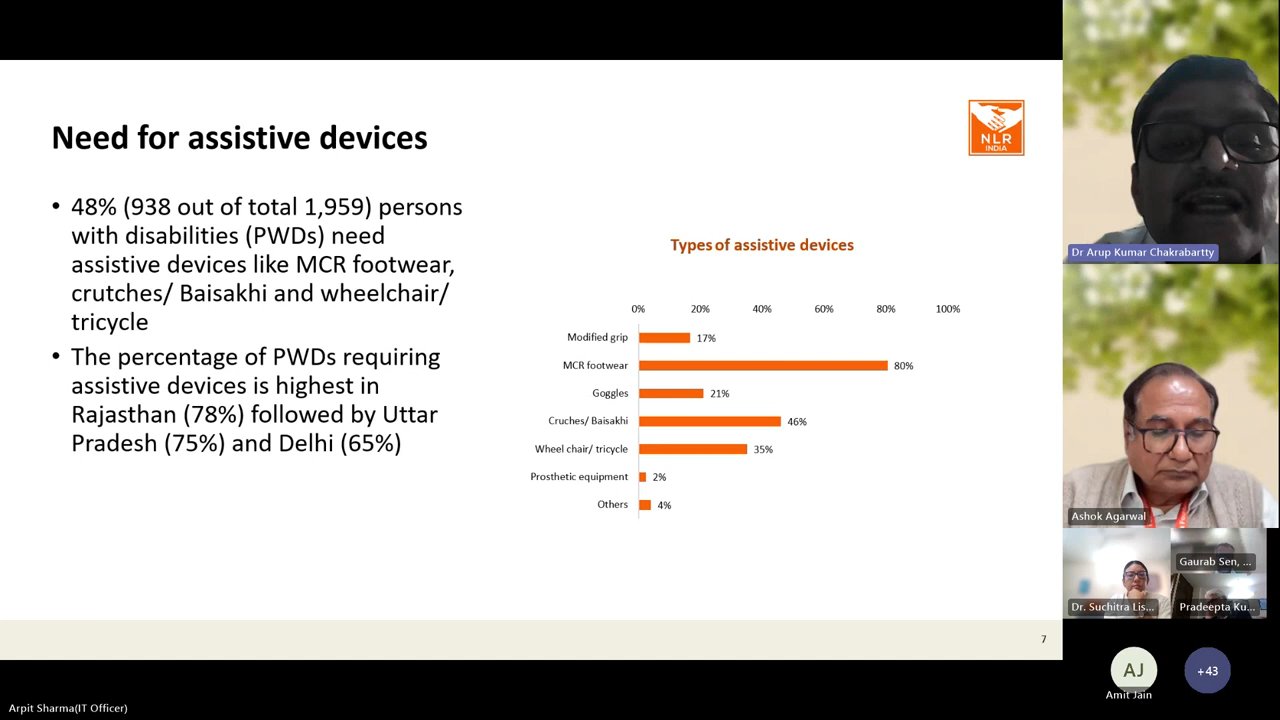 Need for assistive devices
NLR
INDIA
• 48% (938 out of total 1,959) persons
with disabilities (PWDs) need
assistive devices like MCR footwear,
crutches/ Baisakhi and wheelchair/
tricycle
• The percentage of PWDs requiring
assistive devices is highest in
Rajasthan (78%) followed by Uttar
Pradesh (75%) and Delhi (65%)
Types of assistive devices
0% 20% 40% 60% 80% 100%
Modified grip 17%
MCR footwear 80%
Goggles 21%
Cruches/ Baisakhi 46%
Wheel chair/ tricycle 35%
Prosthetic equipment 2%
Others 4%
7
Dr Arup Kumar Chakrabartty
Ashok Agarwal
Gaurab Sen, ...
Dr. Suchitra Lis...
Pradeepta Ku...
AJ
+43
Amit Jain
Arpit Sharma(IT Officer)